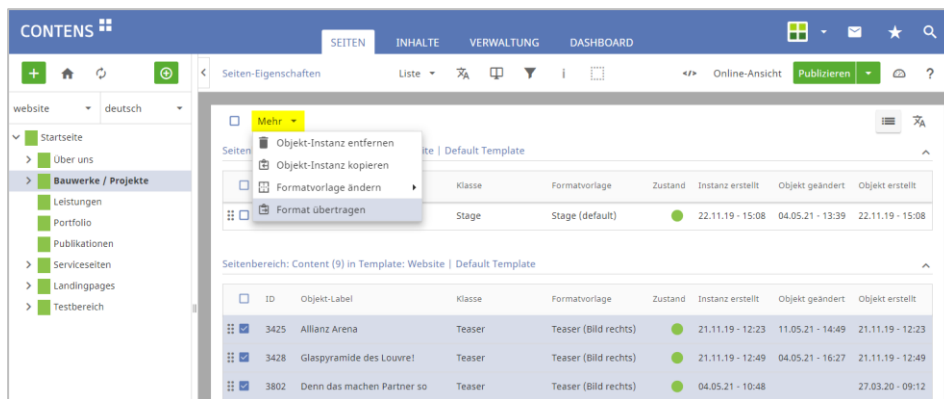 CONTENS
SEITEN INHALTE VERWALTUNG DASHBOARD
Seiten-Eigenschaften Liste Online-Ansicht Publizieren ?
website deutsch
Startseite
Über uns
Bauwerke / Projekte
Leistungen
Portfolio
Publikationen
Serviceseiten
Landingpages
Testbereich
Mehr
Objekt-Instanz entfernen
Objekt-Instanz kopieren
Formatvorlage ändern
Format übertragen
Seiten ite | Default Template
Klasse Formatvorlage Zustand Instanz erstellt Objekt geändert Objekt erstellt
Stage Stage (default) 22.11.19 - 15:08 04.05.21 - 13:39 22.11.19 - 15:08
Seitenbereich: Content (9) in Template: Website | Default Template
ID Objekt-Label Klasse Formatvorlage Zustand Instanz erstellt Objekt geändert Objekt erstellt
3425 Allianz Arena Teaser Teaser (Bild rechts) 21.11.19 - 12:23 11.05.21 - 14:49 21.11.19 - 12:23
3428 Glaspyramide des Louvre! Teaser Teaser (Bild rechts) 21.11.19 - 12:49 04.05.21 - 16:27 21.11.19 - 12:49
3802 Denn das machen Partner so Teaser Teaser (Bild rechts) 04.05.21 - 10:48 27.03.20 - 09:12